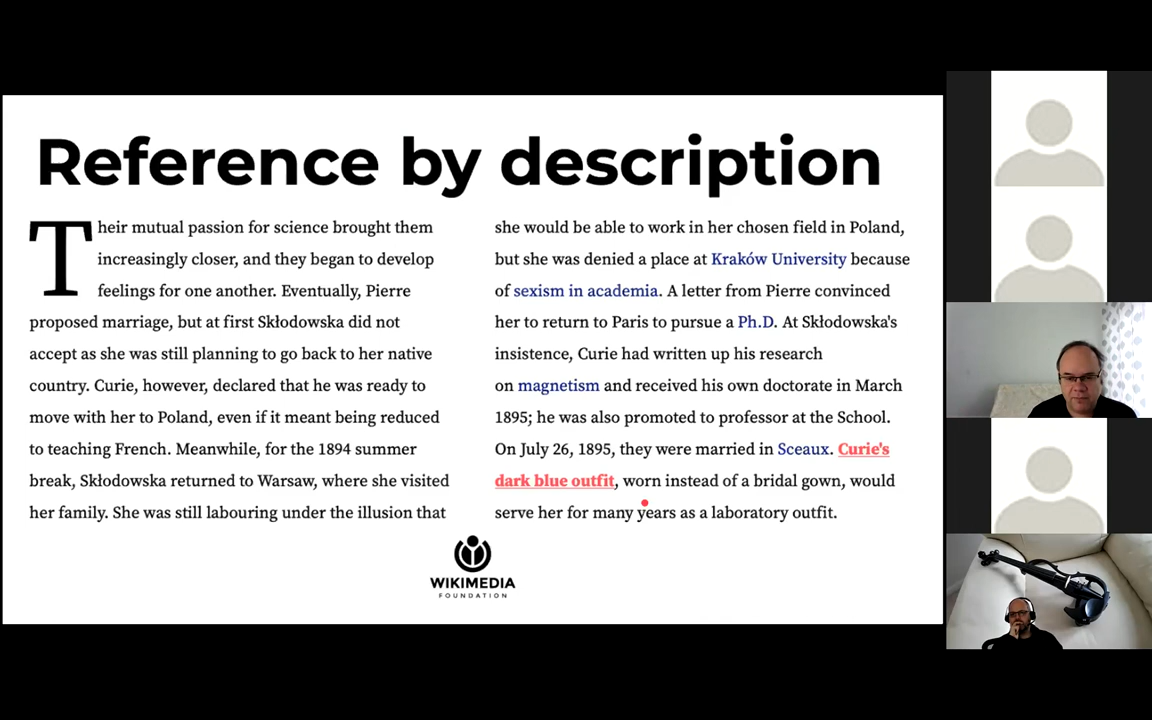 Reference by description
Their mutual passion for science brought them
increasingly closer, and they began to develop
feelings for one another. Eventually, Pierre
proposed marriage, but at first Skłodowska did not
accept as she was still planning to go back to her native
country. Curie, however, declared that he was ready to
move with her to Poland, even if it meant being reduced
to teaching French. Meanwhile, for the 1894 summer
break, Skłodowska returned to Warsaw, where she visited
her family. She was still labouring under the illusion that
she would be able to work in her chosen field in Poland,
but she was denied a place at Kraków University because
of sexism in academia. A letter from Pierre convinced
her to return to Paris to pursue a Ph.D. At Skłodowska's
insistence, Curie had written up his research
on magnetism and received his own doctorate in March
1895; he was also promoted to professor at the School.
On July 26, 1895, they were married in Sceaux. Curie's
dark blue outfit, worn instead of a bridal gown, would
serve her for many years as a laboratory outfit.
WIKIMEDIA
FOUNDATION